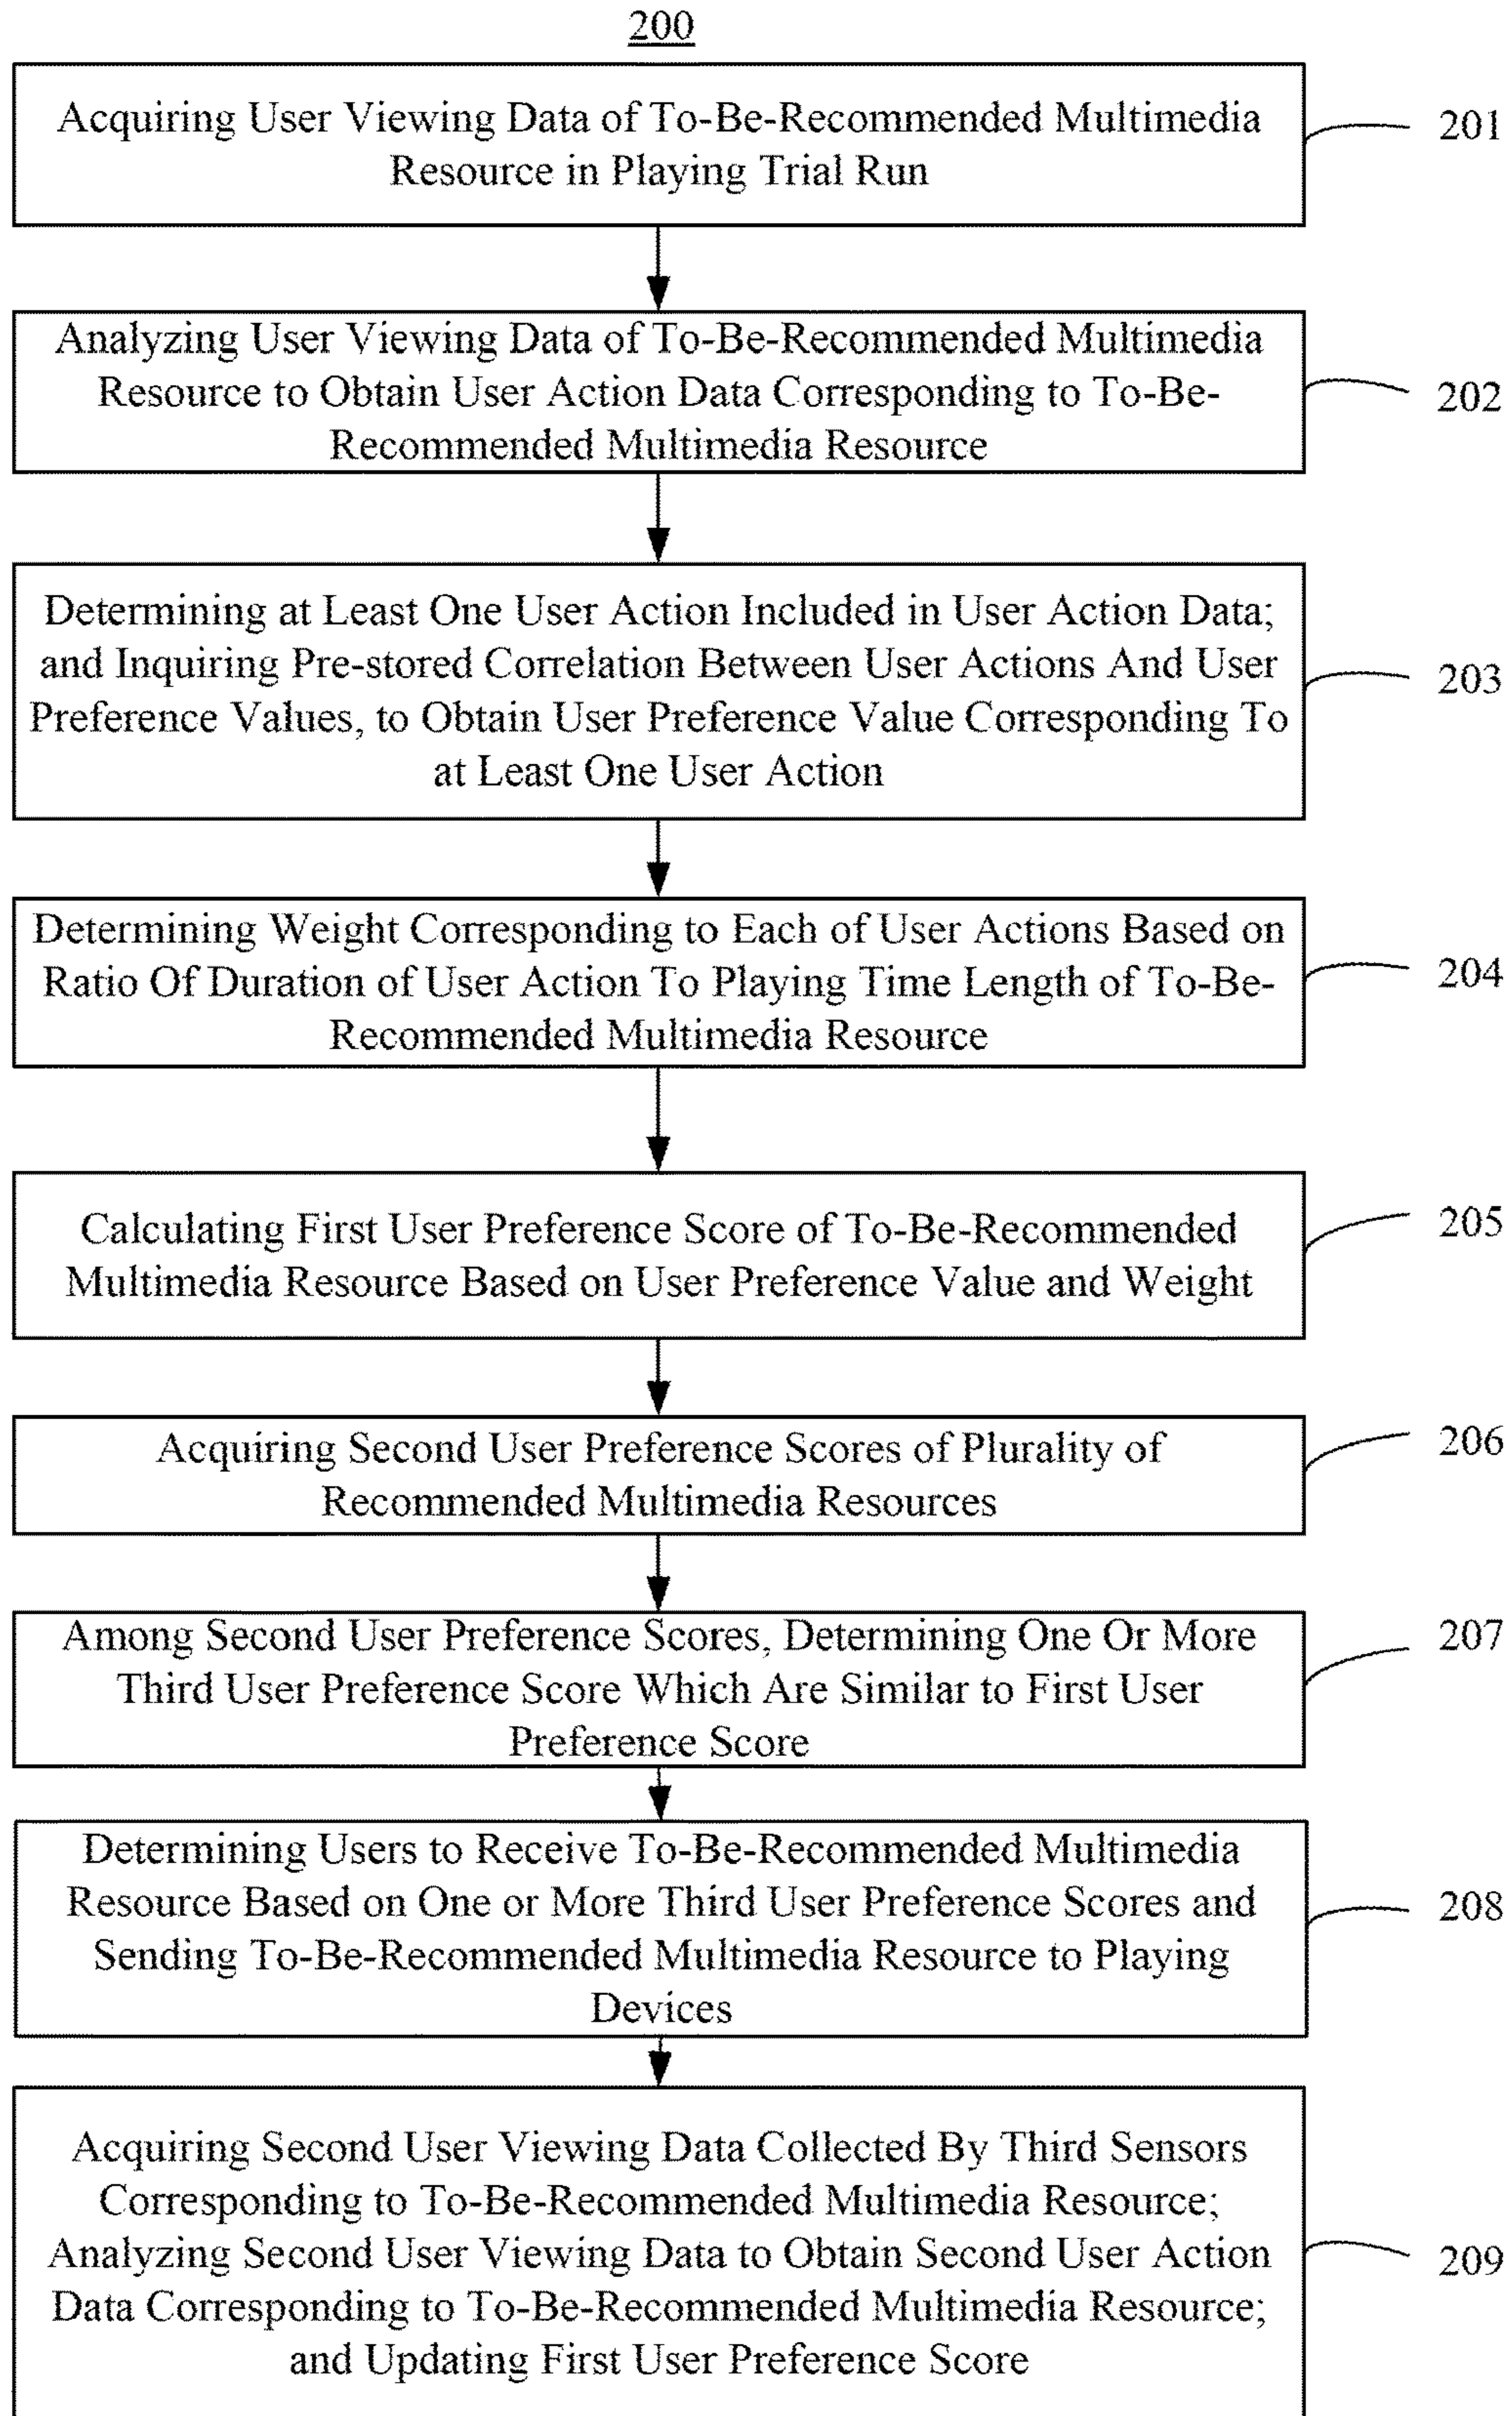 200
Acquiring User Viewing Data of To-Be-Recommended Multimedia
Resource in Playing Trial Run
201
Analyzing User Viewing Data of To-Be-Recommended Multimedia
Resource to Obtain User Action Data Corresponding to To-Be-
Recommended Multimedia Resource
202
Determining at Least One User Action Included in User Action Data;
and Inquiring Pre-stored Correlation Between User Actions And User
Preference Values, to Obtain User Preference Value Corresponding To
at Least One User Action
203
Determining Weight Corresponding to Each of User Actions Based on
Ratio Of Duration of User Action To Playing Time Length of To-Be-
Recommended Multimedia Resource
204
Calculating First User Preference Score of To-Be-Recommended
Multimedia Resource Based on User Preference Value and Weight
205
Acquiring Second User Preference Scores of Plurality of
Recommended Multimedia Resources
206
Among Second User Preference Scores, Determining One Or More
Third User Preference Score Which Are Similar to First User
Preference Score
207
Determining Users to Receive To-Be-Recommended Multimedia
Resource Based on One or More Third User Preference Scores and
Sending To-Be-Recommended Multimedia Resource to Playing
Devices
208
Acquiring Second User Viewing Data Collected By Third Sensors
Corresponding to To-Be-Recommended Multimedia Resource;
Analyzing Second User Viewing Data to Obtain Second User Action
Data Corresponding to To-Be-Recommended Multimedia Resource;
and Updating First User Preference Score
209